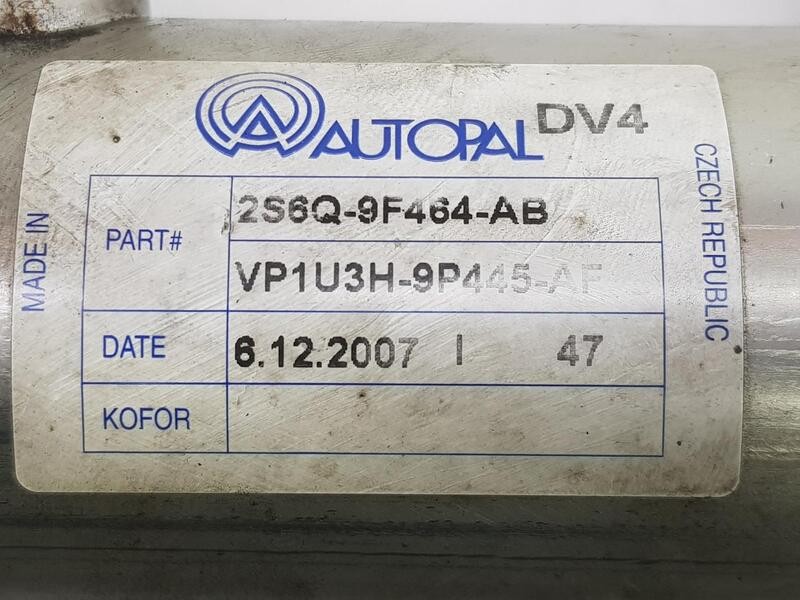 AUTOPAL DV4
MADE IN
PART#
2S6Q-9F464-AB
VP1U3H-9P445-AF
DATE
6.12.2007 I 47
KOFOR
CZECH REPUBLIC